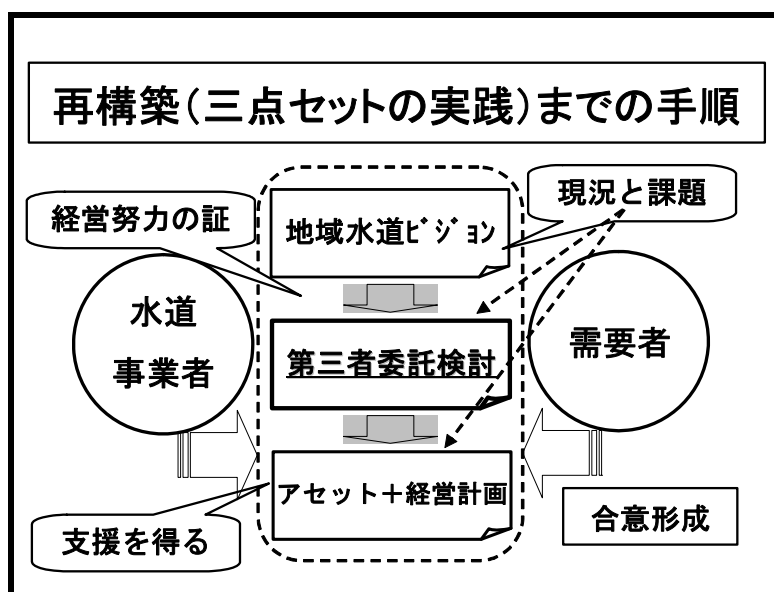 再構築(三点セットの実践)までの手順
経営努力の証
現況と課題
地域水道ﾋﾞｼﾞｮﾝ
水道
事業者
第三者委託検討
需要者
アセット＋経営計画
支援を得る
合意形成